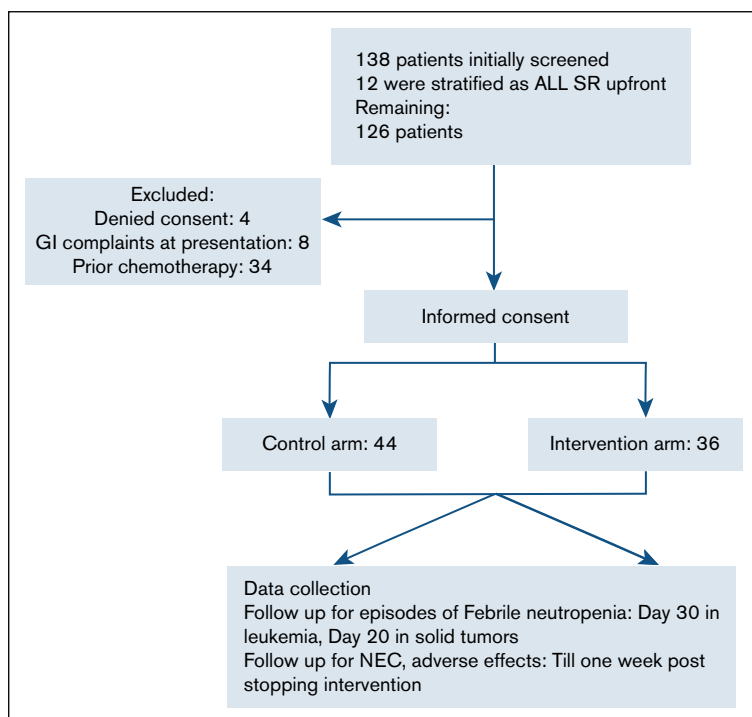 138 patients initially screened
12 were stratified as ALL SR upfront
Remaining:
126 patients
Excluded:
Denied consent: 4
GI complaints at presentation: 8
Prior chemotherapy: 34
Informed consent
Control arm: 44
Intervention arm: 36
Data collection
Follow up for episodes of Febrile neutropenia: Day 30 in
leukemia, Day 20 in solid tumors
Follow up for NEC, adverse effects: Till one week post
stopping intervention